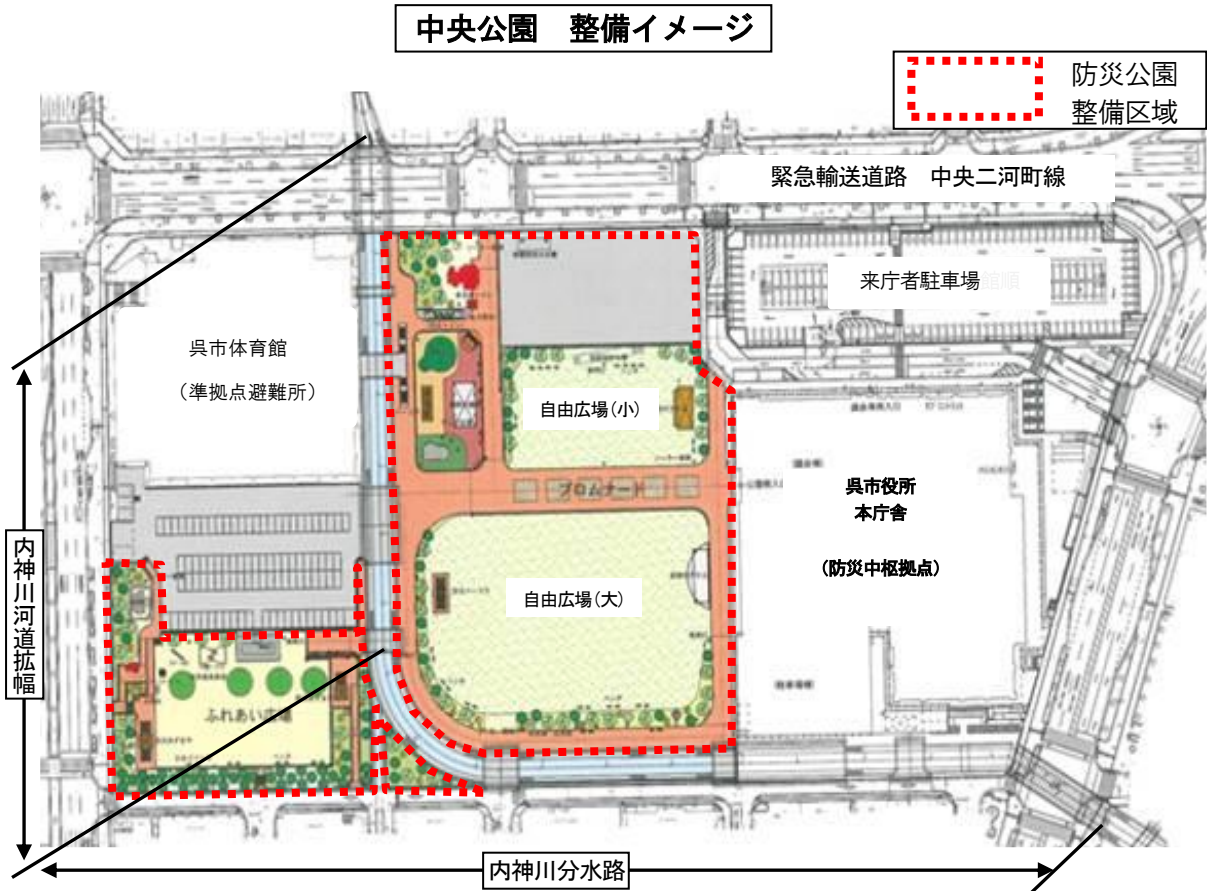 中央公園　整備イメージ
防災公園
整備区域
緊急輸送道路　中央二河町線
来庁者駐車場
呉市体育館
（準拠点避難所）
自由広場（小）
プロムナード
呉市役所
本庁舎
（防災中枢拠点）
自由広場（大）
ふれあい広場
内神川河道拡幅
内神川分水路